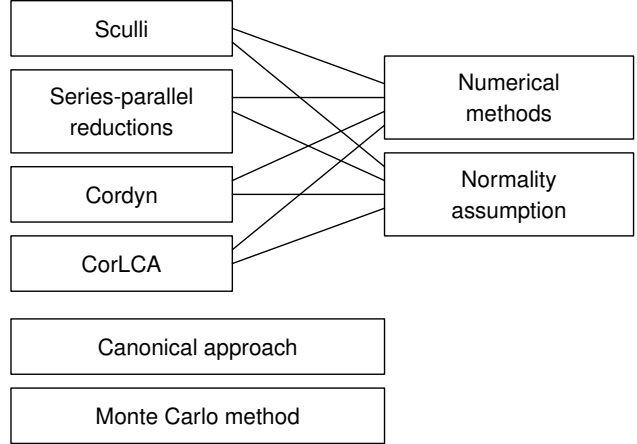 Sculli
Series-parallel
reductions
Cordyn
CorLCA
Numerical
methods
Normality
assumption
Canonical approach
Monte Carlo method